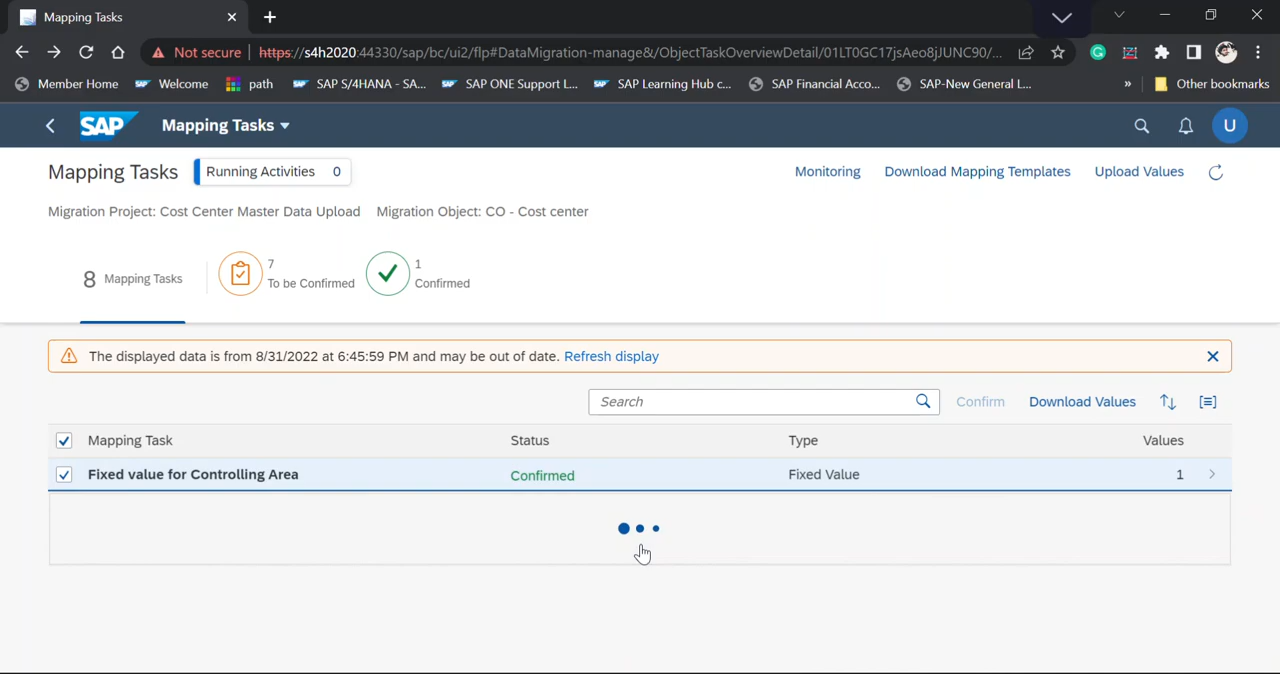 Mapping Tasks
Not secure https://s4h2020:44330/sap/bc/ui2/flp#DataMigration-manage&/ObjectTaskOverviewDetail/01LT0GC17jsAeo8jJUNC90/...
Member Home Welcome path SAP S/4HANA - SA... SAP ONE Support L... SAP Learning Hub c... SAP Financial Acco... SAP-New General L... » Other bookmarks
SAP Mapping Tasks U
Mapping Tasks Running Activities 0 Monitoring Download Mapping Templates Upload Values
Migration Project: Cost Center Master Data Upload Migration Object: CO - Cost center
8 Mapping Tasks 7 To be Confirmed 1 Confirmed
The displayed data is from 8/31/2022 at 6:45:59 PM and may be out of date. Refresh display
Search Confirm Download Values
Mapping Task Status Type Values
Fixed value for Controlling Area Confirmed Fixed Value 1